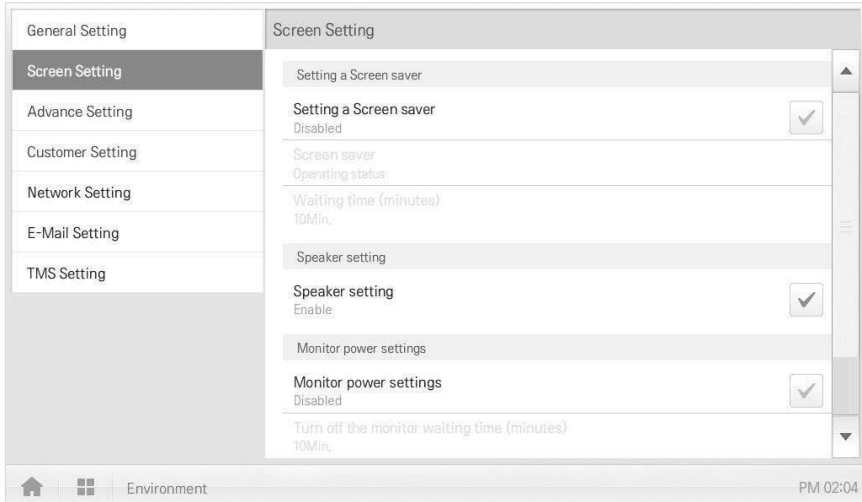 General Setting
Screen Setting
Advance Setting
Customer Setting
Network Setting
E-Mail Setting
TMS Setting
Screen Setting
Setting a Screen saver
Setting a Screen saver
Disabled
Screen saver
Operating status
Waiting time (minutes)
10Min.
Speaker setting
Speaker setting
Enable
Monitor power settings
Monitor power settings
Disabled
Turn off the monitor waiting time (minutes)
10Min.
Environment
PM 02:04